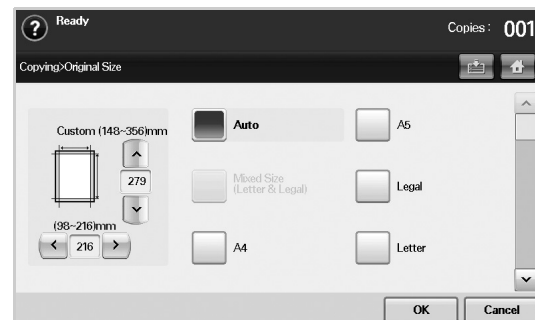 ? Ready
Copies : 001
Copying>Original Size
Custom (148~356)mm
279
(98~216)mm
216
Auto
A5
Mixed Size
(Letter & Legal)
Legal
A4
Letter
OK
Cancel